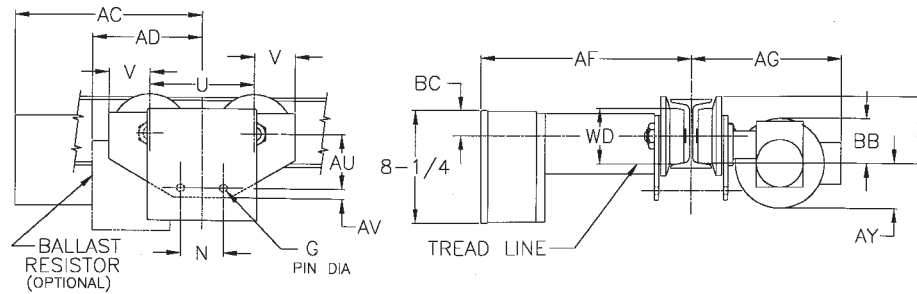 AC
AD
V
U
V
AU
AV
N
G
PIN DIA
BALLAST
RESISTOR
(OPTIONAL)
AF
AG
BC
WD
8-1/4
BB
TREAD LINE
AY